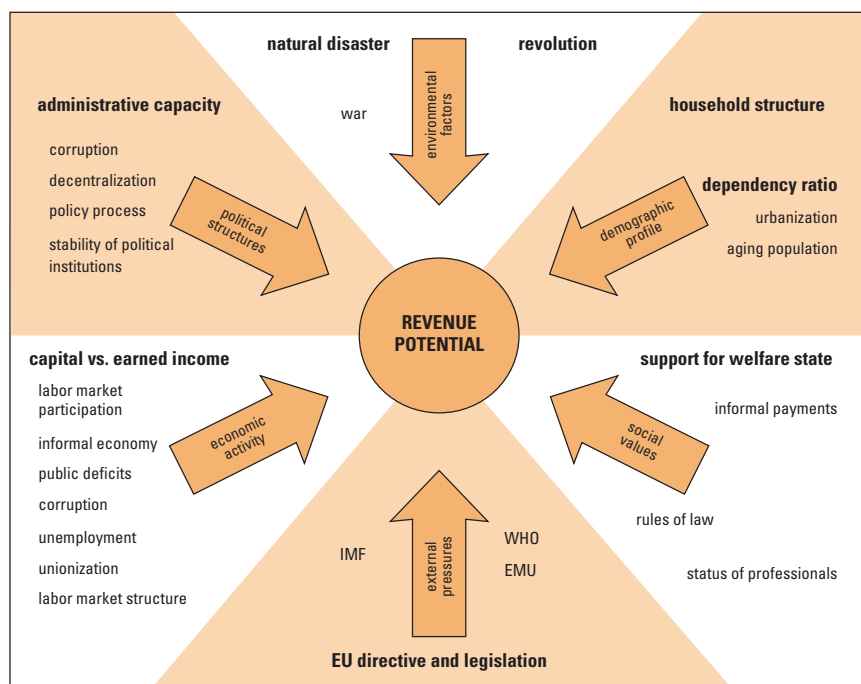 natural disaster
revolution
war
environmental
factors
administrative capacity
corruption
decentralization
policy process
stability of political
institutions
political
structures
household structure
dependency ratio
urbanization
aging population
demographic
profile
REVENUE
POTENTIAL
capital vs. earned income
labor market
participation
informal economy
public deficits
corruption
unemployment
unionization
labor market structure
economic
activity
support for welfare state
informal payments
rules of law
status of professionals
social
values
IMF
WHO
EMU
external
pressures
EU directive and legislation